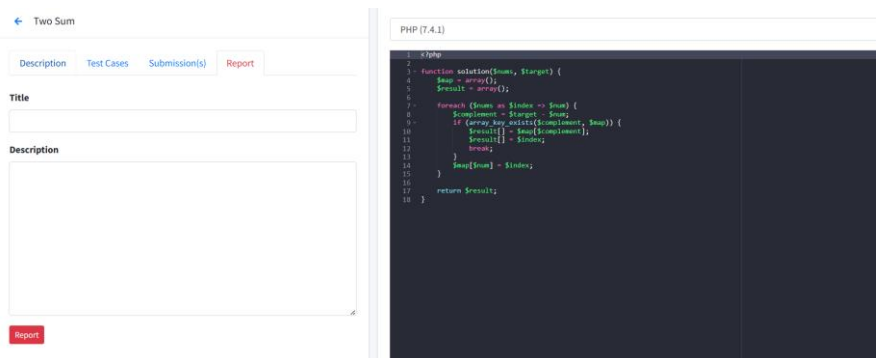 ← Two Sum
Description Test Cases Submission(s) Report
Title
Description
Report
PHP (7.4.1)
1 <?php
2
3 function solution($nums, $target) {
4 $map = array();
5 $result = array();
6
7 foreach ($nums as $index => $num) {
8 $complement = $target - $num;
9 if (array_key_exists($complement, $map)) {
10 $result[] = $map[$complement];
11 $result[] = $index;
12 break;
13 }
14 $map[$num] = $index;
15 }
16
17 return $result;
18 }